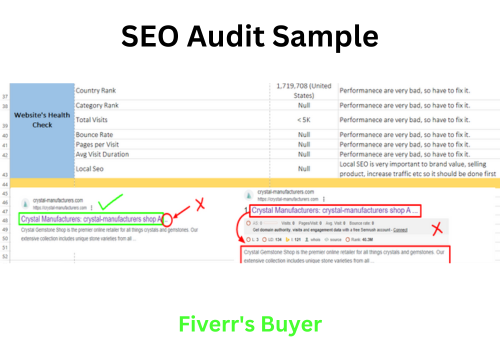 SEO Audit Sample
37 Country Rank 1,719,708 (United States) Performanece are very bad, so have to fix it.
38 Category Rank Null Performanece are very bad, so have to fix it.
39 Website's Health Check Total Visits < 5K Performanece are very bad, so have to fix it.
40 Bounce Rate Null Performanece are very bad, so have to fix it.
41 Pages per Visit Null Performanece are very bad, so have to fix it.
42 Avg Visit Duration Null Performanece are very bad, so have to fix it.
43 Local Seo Null Local SEO is very important to brand value, selling product, increase traffic etc so it should be done first
44
45
46
47
48
49
50
51
52
crystal-manufacturers.com
https://crystal-manufacturers.com
Crystal Manufacturers: crystal-manufacturers shop A ...
Crystal Gemstone Shop is the premier online retailer for all things crystals and gemstones. Our
extensive collection includes unique stone varieties from all ...
X
crystal-manufacturers.com
https://crystal-manufacturers.com
Crystal Manufacturers: crystal-manufacturers shop A ...
Get domain authority, visits and engagement data with a free Semrush account - Connect
X
Crystal Gemstone Shop is the premier online retailer for all things crystals and gemstones. Our
extensive collection includes unique stone varieties from all ...
Fiverr's Buyer